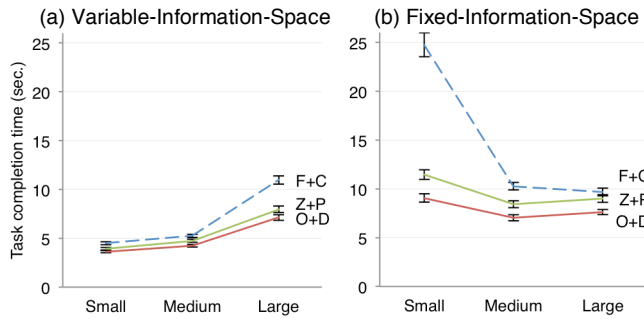 (a) Variable-Information-Space
(b) Fixed-Information-Space
Task completion time (sec.)
25
20
15
10
5
0
F+C
Z+P
O+D
Small Medium Large
25
20
15
10
5
0
F+C
Z+P
O+D
Small Medium Large